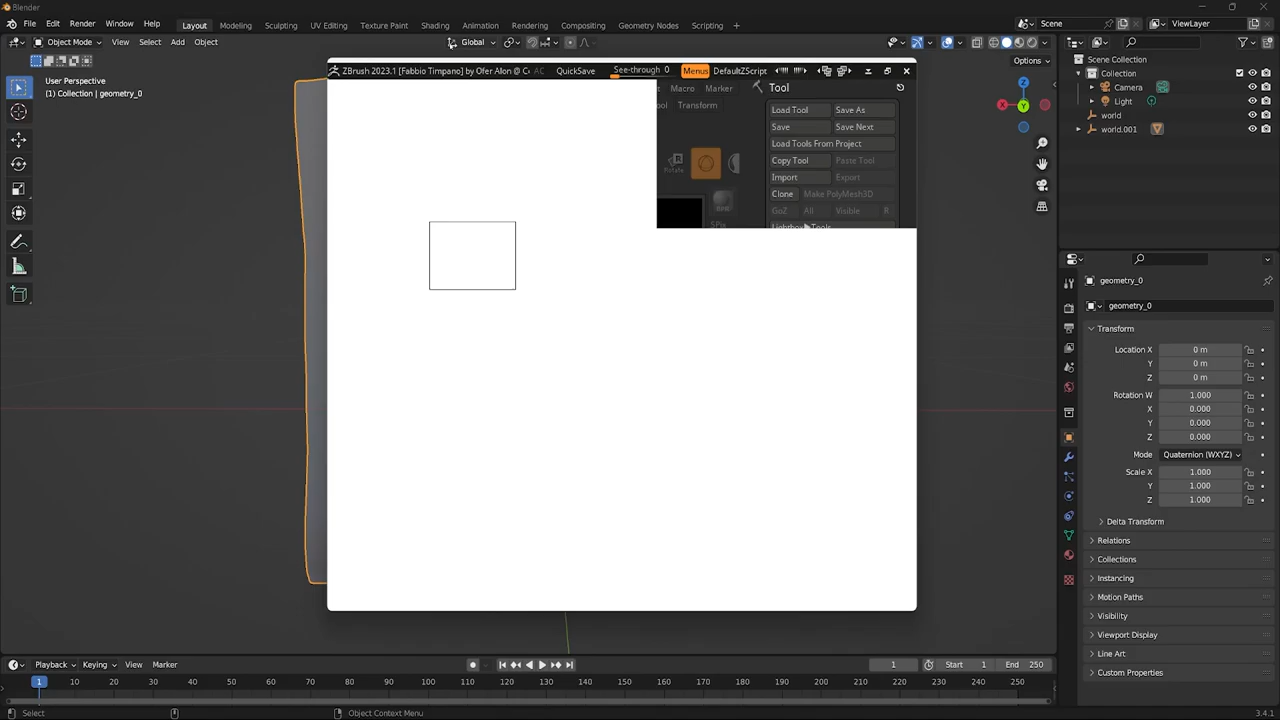 Blender
File Edit Render Window Help
Layout Modeling Sculpting UV Editing Texture Paint Shading Animation Rendering Compositing Geometry Nodes Scripting +
Scene
ViewLayer
Object Mode View Select Add Object
Global
Options
User Perspective
(1) Collection | geometry_0
ZBrush 2023.1 [Fabbio Timpano] by Ofer Alon @ C
AC QuickSave See-through 0 Menus DefaultZScript
Macro Marker
Transform
Tool
Load Tool Save As
Save Save Next
Load Tools From Project
Copy Tool Paste Tool
Import Export
Clone Make PolyMesh3D
GoZ All Visible R
Rotate
SPix
X
Y
Z
Scene Collection
Collection
Camera
Light
world
world.001
geometry_0
geometry_0
Transform
Location X 0 m
Y 0 m
Z 0 m
Rotation W 1.000
X 0.000
Y 0.000
Z 0.000
Mode Quaternion (WXYZ)
Scale X 1.000
Y 1.000
Z 1.000
Delta Transform
Relations
Collections
Instancing
Motion Paths
Visibility
Viewport Display
Line Art
Custom Properties
Playback Keying View Marker
1
Start 1
End 250
1 10 20 30 40 50 60 70 80 90 100 110 120 130 140 150 160 170 180 190 200 210 220 230 240 250
Select
Object Context Menu
3.4.1